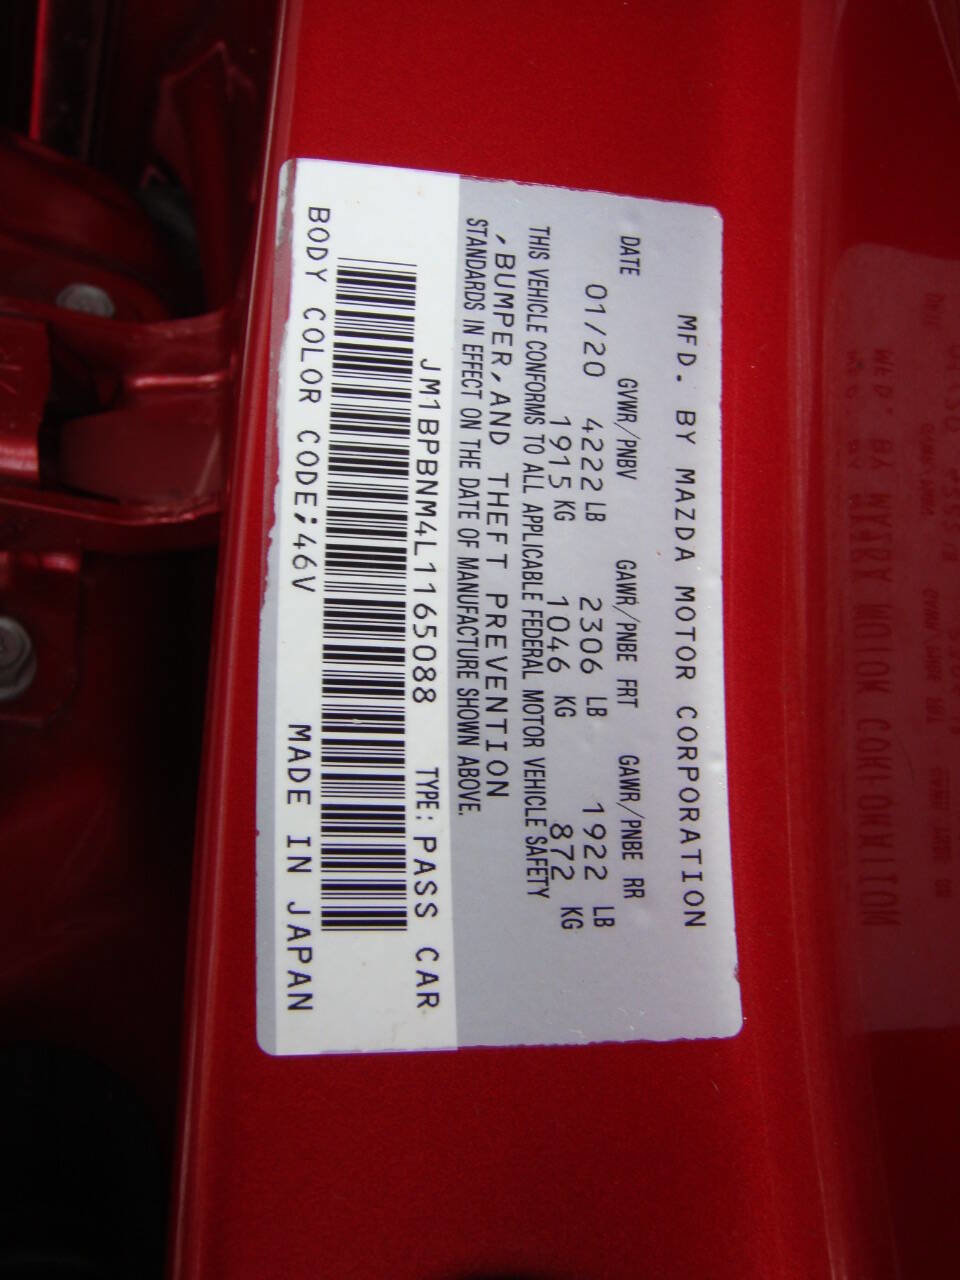 MFD. BY MAZDA MOTOR CORPORATION
DATE GVWR/PNBV GAWR/PNBE FRT GAWR/PNBE RR
01/20 4222 LB 2306 LB 1922 LB
1915 KG 1046 KG 872 KG
THIS VEHICLE CONFORMS TO ALL APPLICABLE FEDERAL MOTOR VEHICLE SAFETY
,BUMPER,AND THEFT PREVENTION
STANDARDS IN EFFECT ON THE DATE OF MANUFACTURE SHOWN ABOVE.
JM1BPBNM4L1165088 TYPE: PASS CAR
BODY COLOR CODE;46V MADE IN JAPAN